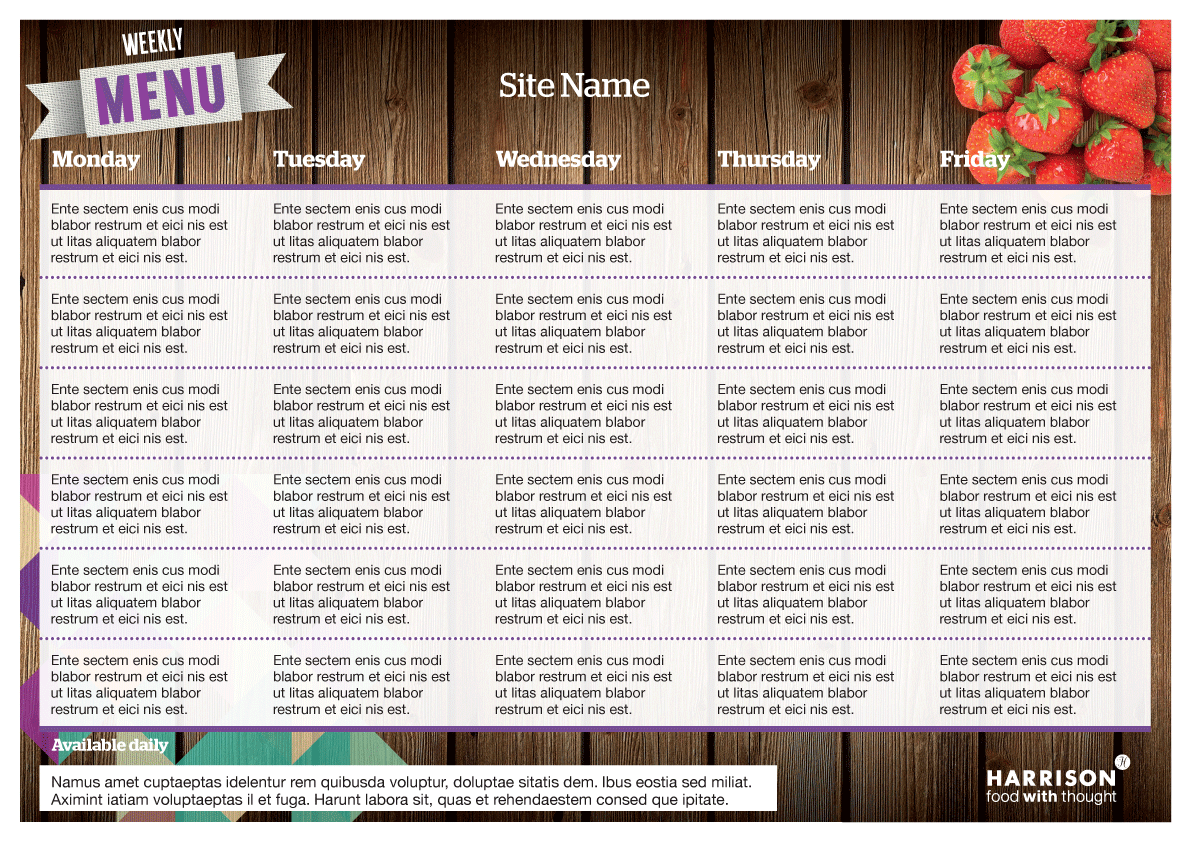 WEEKLY
MENU
Site Name
Monday Tuesday Wednesday Thursday Friday
Ente sectem enis cus modi Ente sectem enis cus modi Ente sectem enis cus modi Ente sectem enis cus modi Ente sectem enis cus modi
blabor restrum et eici nis est blabor restrum et eici nis est blabor restrum et eici nis est blabor restrum et eici nis est blabor restrum et eici nis est
ut litas aliquatem blabor ut litas aliquatem blabor ut litas aliquatem blabor ut litas aliquatem blabor ut litas aliquatem blabor
restrum et eici nis est. restrum et eici nis est. restrum et eici nis est. restrum et eici nis est. restrum et eici nis est.
Ente sectem enis cus modi Ente sectem enis cus modi Ente sectem enis cus modi Ente sectem enis cus modi Ente sectem enis cus modi
blabor restrum et eici nis est blabor restrum et eici nis est blabor restrum et eici nis est blabor restrum et eici nis est blabor restrum et eici nis est
ut litas aliquatem blabor ut litas aliquatem blabor ut litas aliquatem blabor ut litas aliquatem blabor ut litas aliquatem blabor
restrum et eici nis est. restrum et eici nis est. restrum et eici nis est. restrum et eici nis est. restrum et eici nis est.
Ente sectem enis cus modi Ente sectem enis cus modi Ente sectem enis cus modi Ente sectem enis cus modi Ente sectem enis cus modi
blabor restrum et eici nis est blabor restrum et eici nis est blabor restrum et eici nis est blabor restrum et eici nis est blabor restrum et eici nis est
ut litas aliquatem blabor ut litas aliquatem blabor ut litas aliquatem blabor ut litas aliquatem blabor ut litas aliquatem blabor
restrum et eici nis est. restrum et eici nis est. restrum et eici nis est. restrum et eici nis est. restrum et eici nis est.
Ente sectem enis cus modi Ente sectem enis cus modi Ente sectem enis cus modi Ente sectem enis cus modi Ente sectem enis cus modi
blabor restrum et eici nis est blabor restrum et eici nis est blabor restrum et eici nis est blabor restrum et eici nis est blabor restrum et eici nis est
ut litas aliquatem blabor ut litas aliquatem blabor ut litas aliquatem blabor ut litas aliquatem blabor ut litas aliquatem blabor
restrum et eici nis est. restrum et eici nis est. restrum et eici nis est. restrum et eici nis est. restrum et eici nis est.
Ente sectem enis cus modi Ente sectem enis cus modi Ente sectem enis cus modi Ente sectem enis cus modi Ente sectem enis cus modi
blabor restrum et eici nis est blabor restrum et eici nis est blabor restrum et eici nis est blabor restrum et eici nis est blabor restrum et eici nis est
ut litas aliquatem blabor ut litas aliquatem blabor ut litas aliquatem blabor ut litas aliquatem blabor ut litas aliquatem blabor
restrum et eici nis est. restrum et eici nis est. restrum et eici nis est. restrum et eici nis est. restrum et eici nis est.
Ente sectem enis cus modi Ente sectem enis cus modi Ente sectem enis cus modi Ente sectem enis cus modi Ente sectem enis cus modi
blabor restrum et eici nis est blabor restrum et eici nis est blabor restrum et eici nis est blabor restrum et eici nis est blabor restrum et eici nis est
ut litas aliquatem blabor ut litas aliquatem blabor ut litas aliquatem blabor ut litas aliquatem blabor ut litas aliquatem blabor
restrum et eici nis est. restrum et eici nis est. restrum et eici nis est. restrum et eici nis est. restrum et eici nis est.
Available daily
Namus amet cuptaeptas idelentur rem quibusda voluptur, doluptae sitatis dem. Ibus eostia sed miliat.
Aximint iatiam voluptaeptas il et fuga. Harunt labora sit, quas et rehendaestem consed que ipitate.
H
HARRISON
food with thought